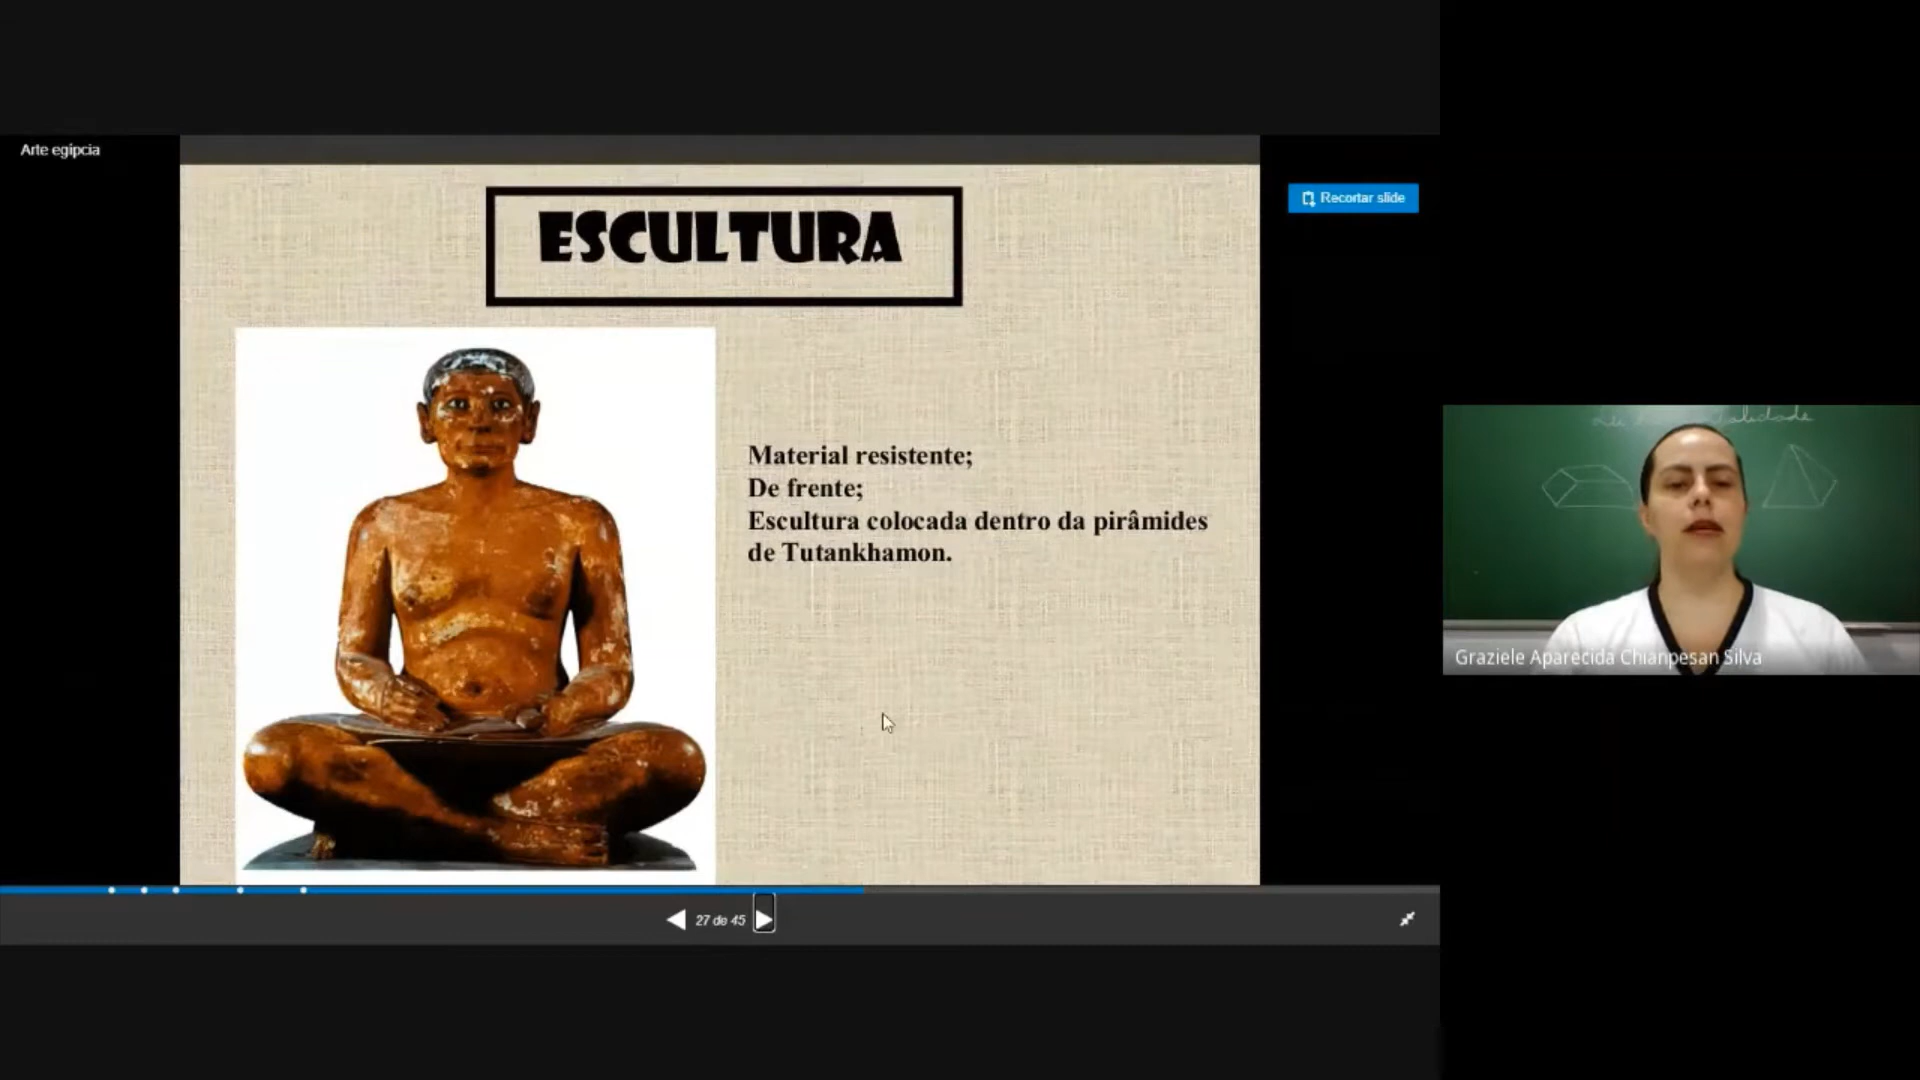 Arte egípcia
Recortar slide
ESCULTURA
Material resistente;
De frente;
Escultura colocada dentro da pirâmides
de Tutankhamon.
Graziele Aparecida Chianpesan Silva
27 de 45